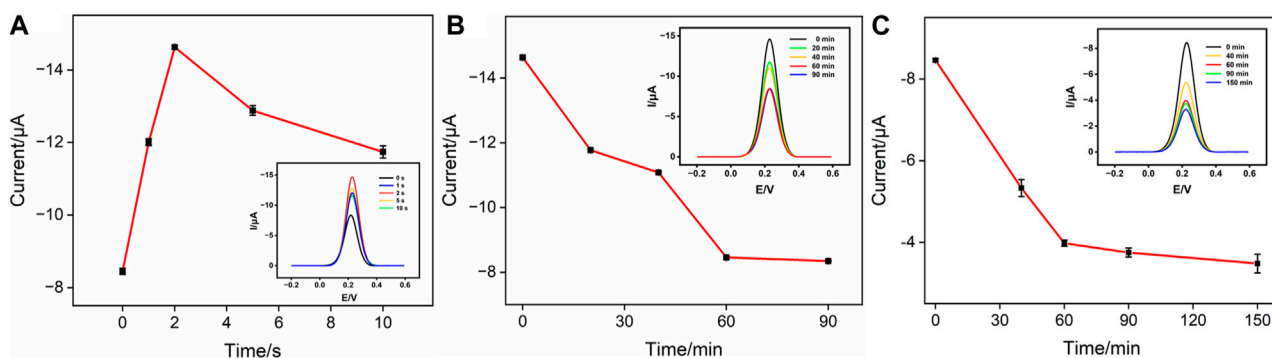 A
Current/μA
−14
−12
−10
−8
0
2
4
6
8
10
Time/s
I/μA
−15
−10
−5
0
−0.2
0.0
0.2
0.4
0.6
E/V
0 s
1 s
2 s
5 s
10 s
B
Current/μA
−14
−12
−10
−8
0
30
60
90
Time/min
I/μA
−15
−10
−5
0
−0.2
0.0
0.2
0.4
0.6
E/V
0 min
20 min
40 min
60 min
90 min
C
Current/μA
−8
−6
−4
0
30
60
90
120
150
Time/min
I/μA
−8
−6
−4
−2
0
−0.2
0.0
0.2
0.4
0.6
E/V
0 min
40 min
60 min
90 min
150 min